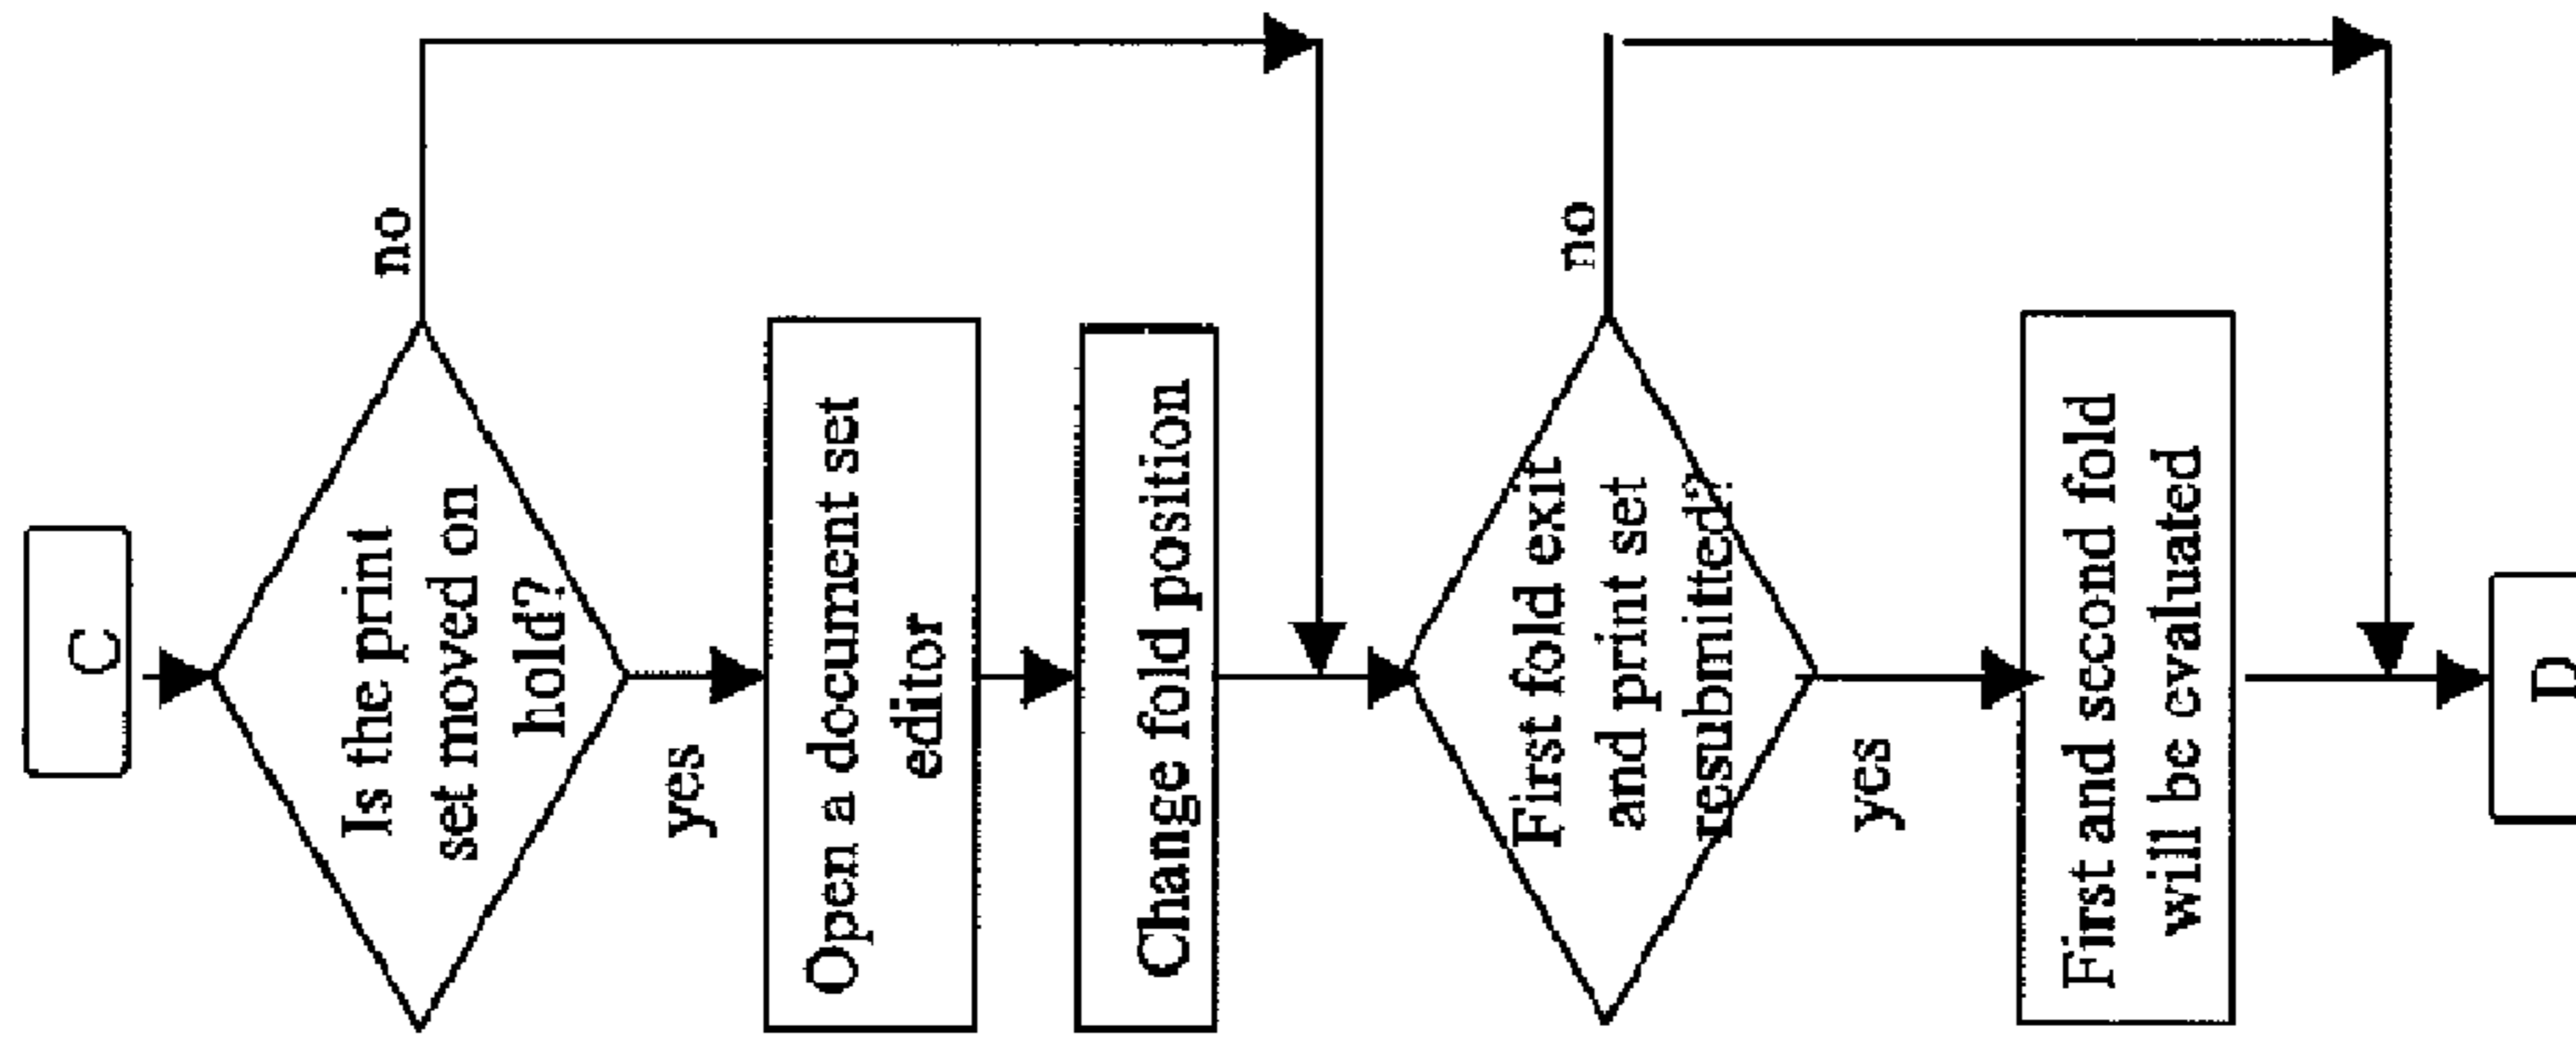 C
Is the print
set moved on
hold?
no
yes
Open a document set
editor
Change fold position
First fold exit
and print set
resubmitted?
no
yes
First and second fold
will be evaluated
D